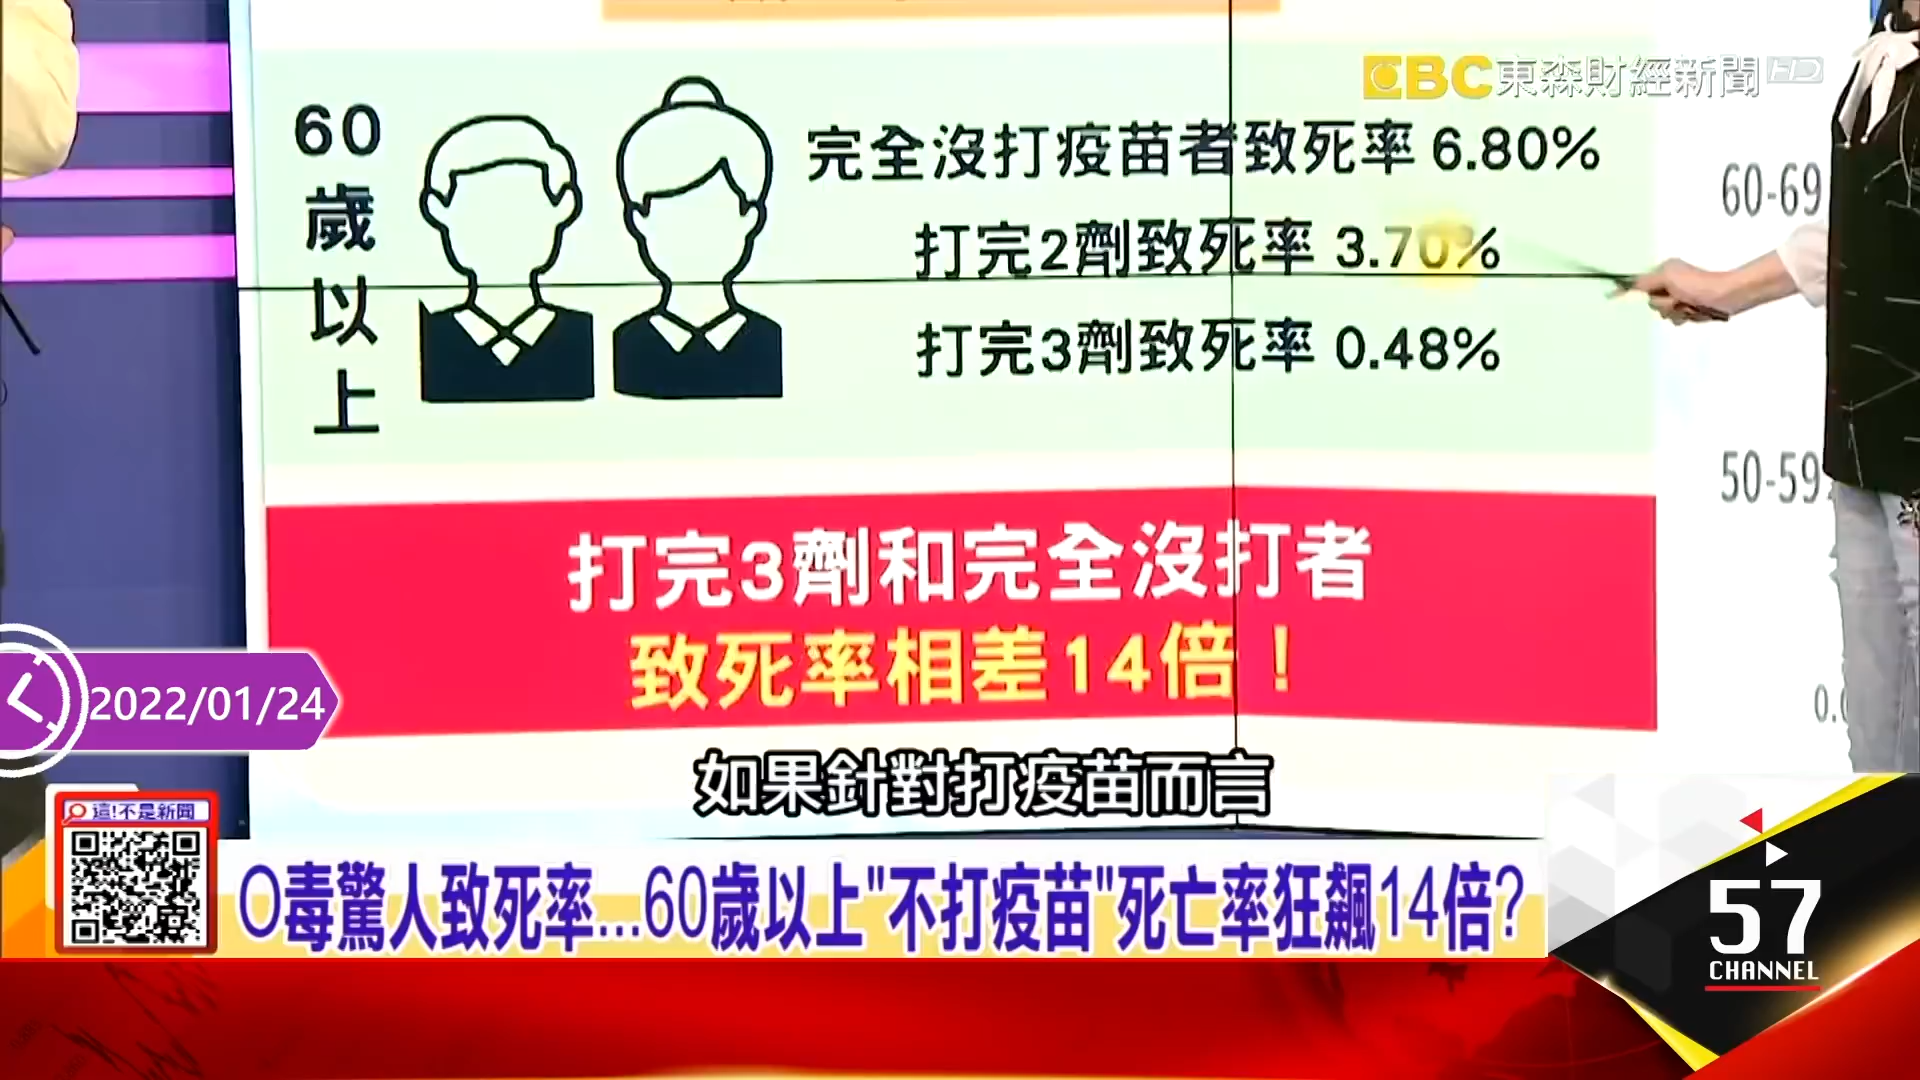 EBC東森財經新聞HD
60歲以上
完全沒打疫苗者致死率 6.80%
打完2劑致死率 3.70%
打完3劑致死率 0.48%
60-69
50-59
打完3劑和完全沒打者
致死率相差14倍!
2022/01/24
如果針對打疫苗而言
這!不是新聞
O毒驚人致死率...60歲以上"不打疫苗"死亡率狂飆14倍?
57
CHANNEL